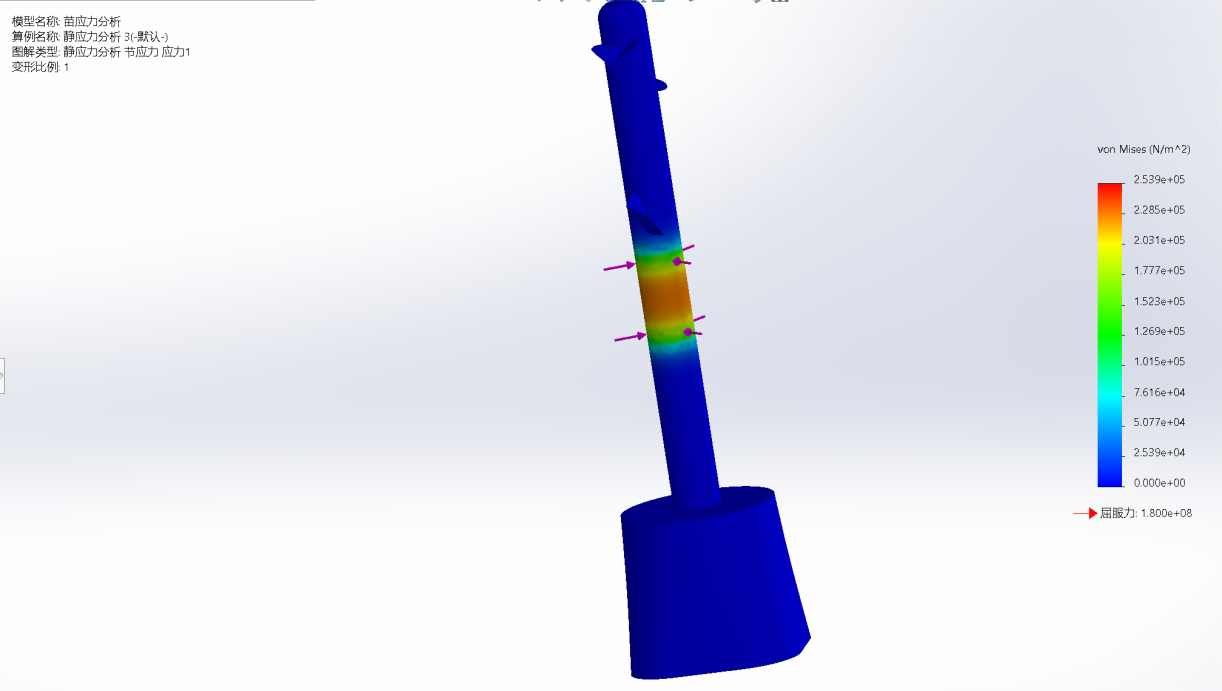 模型名称: 苗应力分析
算例名称: 静应力分析 3(-默认-)
图解类型: 静应力分析 节应力 应力1
变形比例: 1
von Mises (N/m^2)
2.539e+05
2.285e+05
2.031e+05
1.777e+05
1.523e+05
1.269e+05
1.015e+05
7.616e+04
5.077e+04
2.539e+04
0.000e+00
屈服力: 1.800e+08